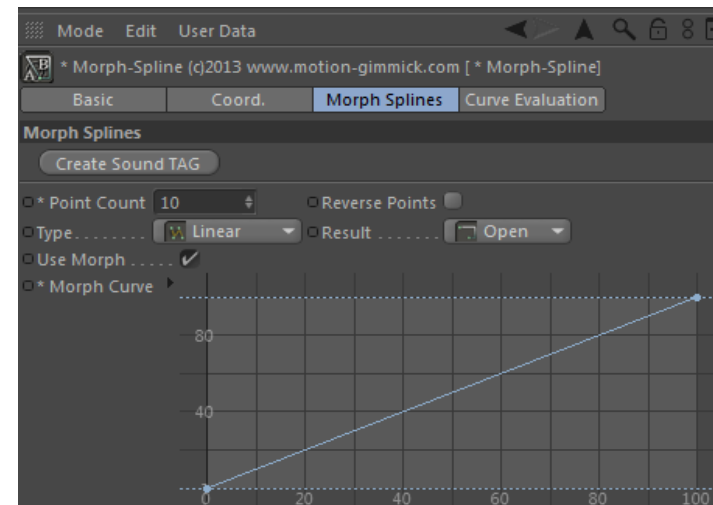 Mode Edit User Data
* Morph-Spline (c)2013 www.motion-gimmick.com [ * Morph-Spline]
Basic Coord. Morph Splines Curve Evaluation
Morph Splines
Create Sound TAG
* Point Count 10 Reverse Points
Type........ Linear Result ....... Open
Use Morph .....
* Morph Curve
80
40
0 20 40 60 80 100